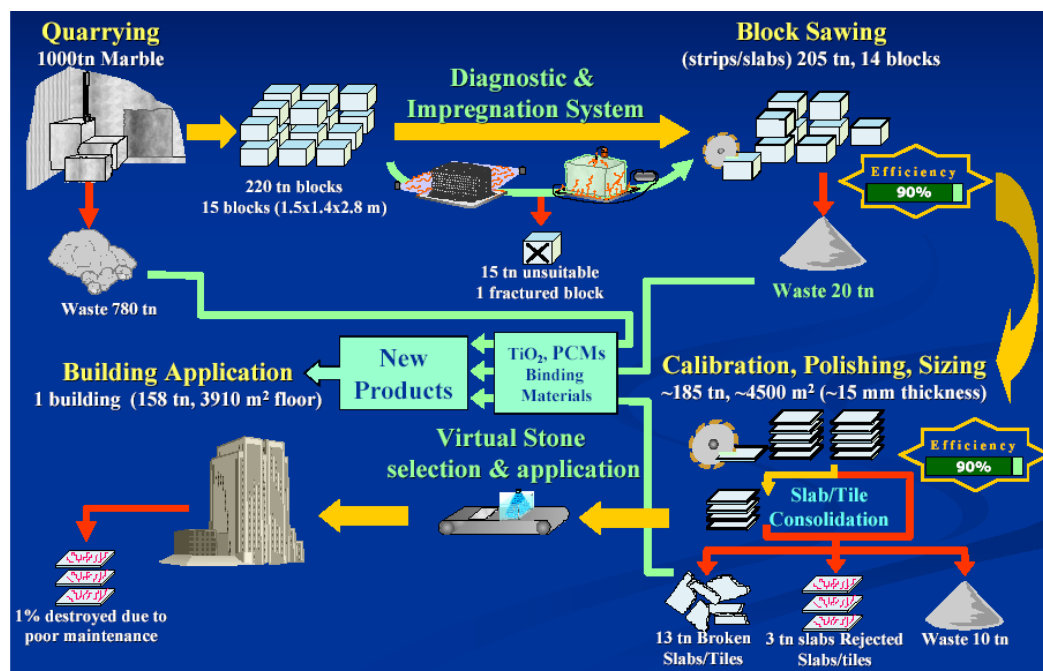 Quarrying
1000tn Marble
Block Sawing
(strips/slabs) 205 tn, 14 blocks
Diagnostic &
Impregnation System
220 tn blocks
15 blocks (1.5x1.4x2.8 m)
Efficiency
90%
15 tn unsuitable
1 fractured block
Waste 780 tn
Waste 20 tn
New
Products
TiO₂, PCMs
Binding
Materials
Building Application
1 building (158 tn, 3910 m² floor)
Calibration, Polishing, Sizing
~185 tn, ~4500 m² (~15 mm thickness)
Virtual Stone
selection & application
Efficiency
90%
Slab/Tile
Consolidation
1% destroyed due to
poor maintenance
13 tn Broken
Slabs/Tiles
3 tn slabs Rejected
Slabs/tiles
Waste 10 tn